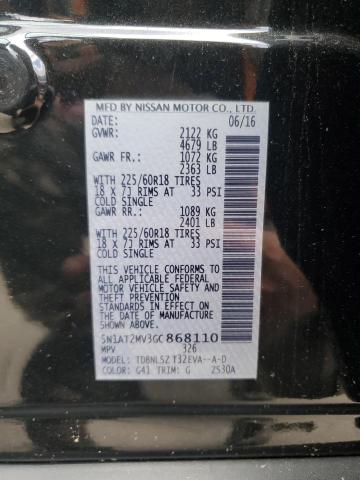 MFD BY NISSAN MOTOR CO., LTD.
DATE: 06/16
GVWR: 2122 KG
4679 LB
GAWR FR.: 1072 KG
2363 LB
WITH 225/60R18 TIRES
18 x 7J RIMS AT 33 PSI
COLD SINGLE
GAWR RR.: 1089 KG
2401 LB
WITH 225/60R18 TIRES
18 x 7J RIMS AT 33 PSI
COLD SINGLE
THIS VEHICLE CONFORMS TO
ALL APPLICABLE FEDERAL
MOTOR VEHICLE SAFETY
STANDARDS IN EFFECT ON
THE DATE OF MANUFACTURE
SHOWN ABOVE.
5N1AT2MV3GC868110
MPV 326
MODEL: TDBNLSZ T32EVA--A-D
COLOR: G41 TRIM: G 2530A